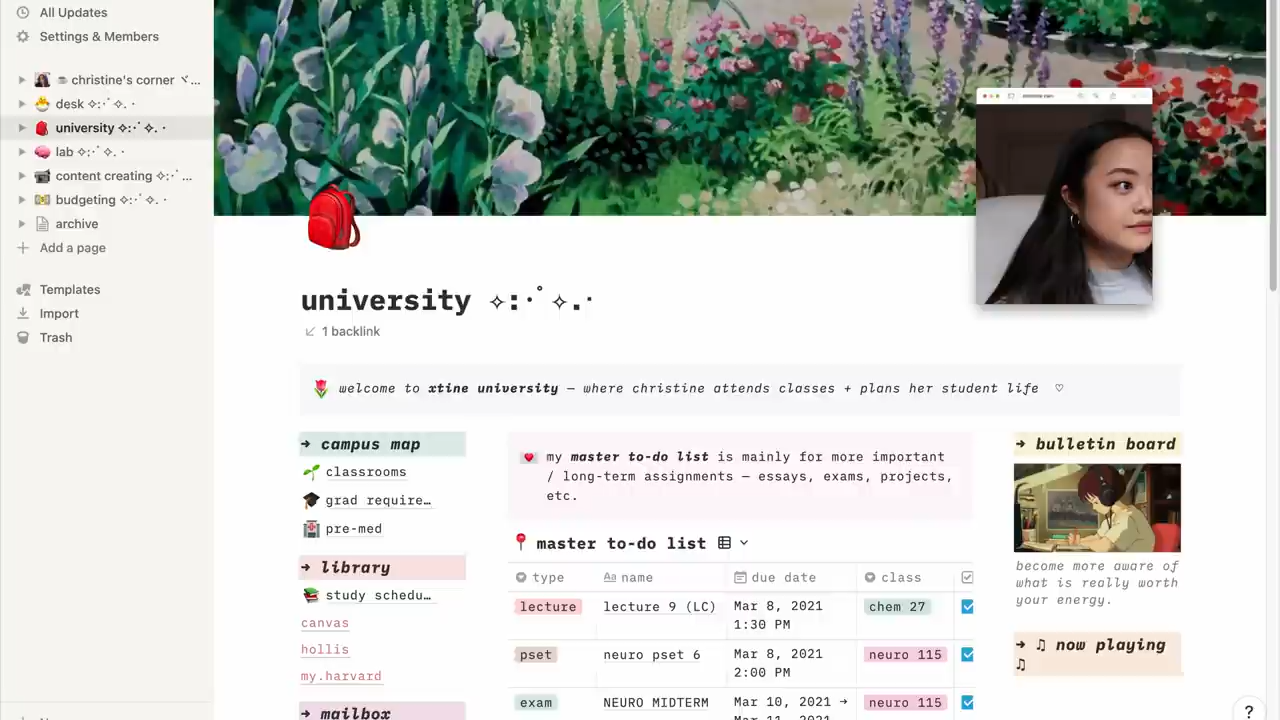 All Updates
Settings & Members
christine's corner ヾ...
desk ✧:･ﾟ✧. ･
university ✧:･ﾟ✧. ･
lab ✧:･ﾟ✧. ･
content creating ✧:･ﾟ...
budgeting ✧:･ﾟ✧. ･
archive
Add a page
Templates
Import
Trash
university ✧:･ﾟ✧.･
1 backlink
welcome to xtine university — where christine attends classes + plans her student life ♡
→ campus map
classrooms
grad require…
pre-med
→ library
study schedu…
canvas
hollis
my.harvard
→ mailbox
my master to-do list is mainly for more important
/ long-term assignments — essays, exams, projects,
etc.
master to-do list
type name due date class
lecture lecture 9 (LC) Mar 8, 2021 chem 27
1:30 PM
pset neuro pset 6 Mar 8, 2021 neuro 115
2:00 PM
exam NEURO MIDTERM Mar 10, 2021 → neuro 115
Mar 11, 2021
→ bulletin board
become more aware of
what is really worth
your energy.
→ ♫ now playing
♫
?